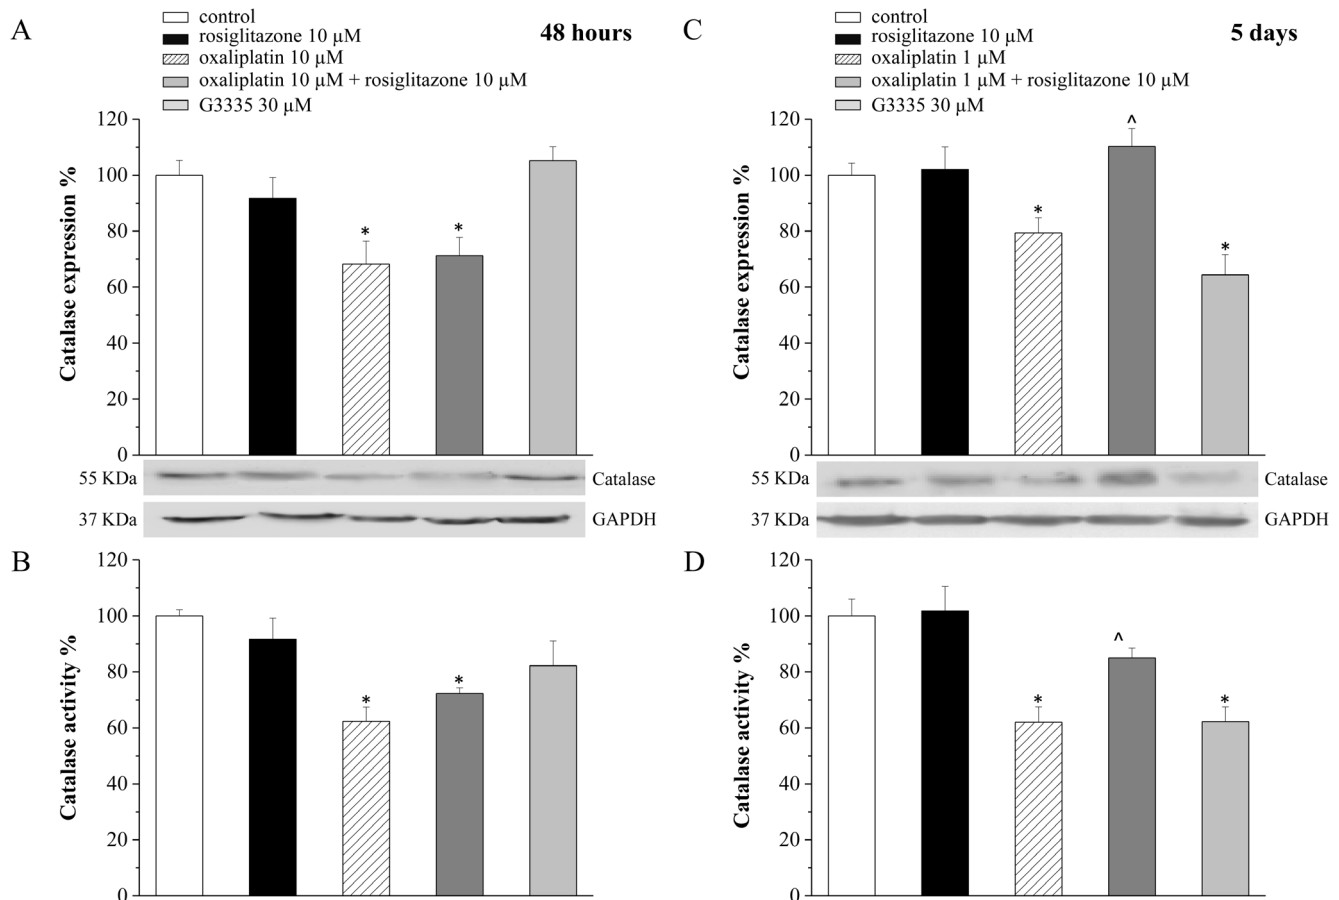 A
control
rosiglitazone 10 µM
oxaliplatin 10 µM
oxaliplatin 10 µM + rosiglitazone 10 µM
G3335 30 µM
48 hours
120
100
80
60
40
20
0
Catalase expression %
* *
55 KDa Catalase
37 KDa GAPDH
B
120
100
80
60
40
20
0
Catalase activity %
* *
C
control
rosiglitazone 10 µM
oxaliplatin 1 µM
oxaliplatin 1 µM + rosiglitazone 10 µM
G3335 30 µM
5 days
120
100
80
60
40
20
0
Catalase expression %
* ^ *
55 KDa Catalase
37 KDa GAPDH
D
120
100
80
60
40
20
0
Catalase activity %
* ^ *